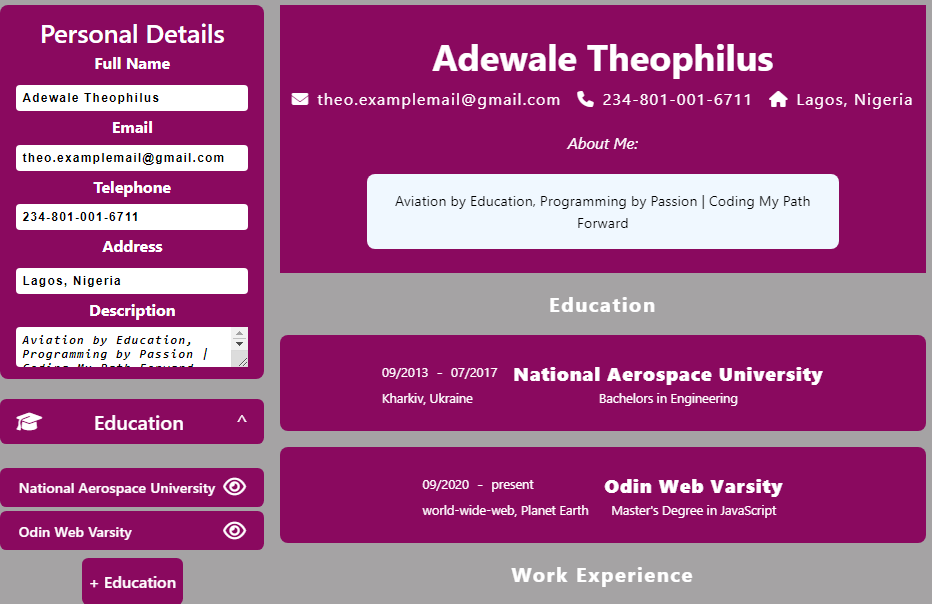 Personal Details
Full Name
Adewale Theophilus
Email
theo.examplemail@gmail.com
Telephone
234-801-001-6711
Address
Lagos, Nigeria
Description
Aviation by Education,
Programming by Passion |
Coding My Path Forward
Education ^
National Aerospace University
Odin Web Varsity
+ Education
Adewale Theophilus
theo.examplemail@gmail.com 234-801-001-6711 Lagos, Nigeria
About Me:
Aviation by Education, Programming by Passion | Coding My Path
Forward
Education
09/2013 - 07/2017 National Aerospace University
Kharkiv, Ukraine Bachelors in Engineering
09/2020 - present Odin Web Varsity
world-wide-web, Planet Earth Master's Degree in JavaScript
Work Experience